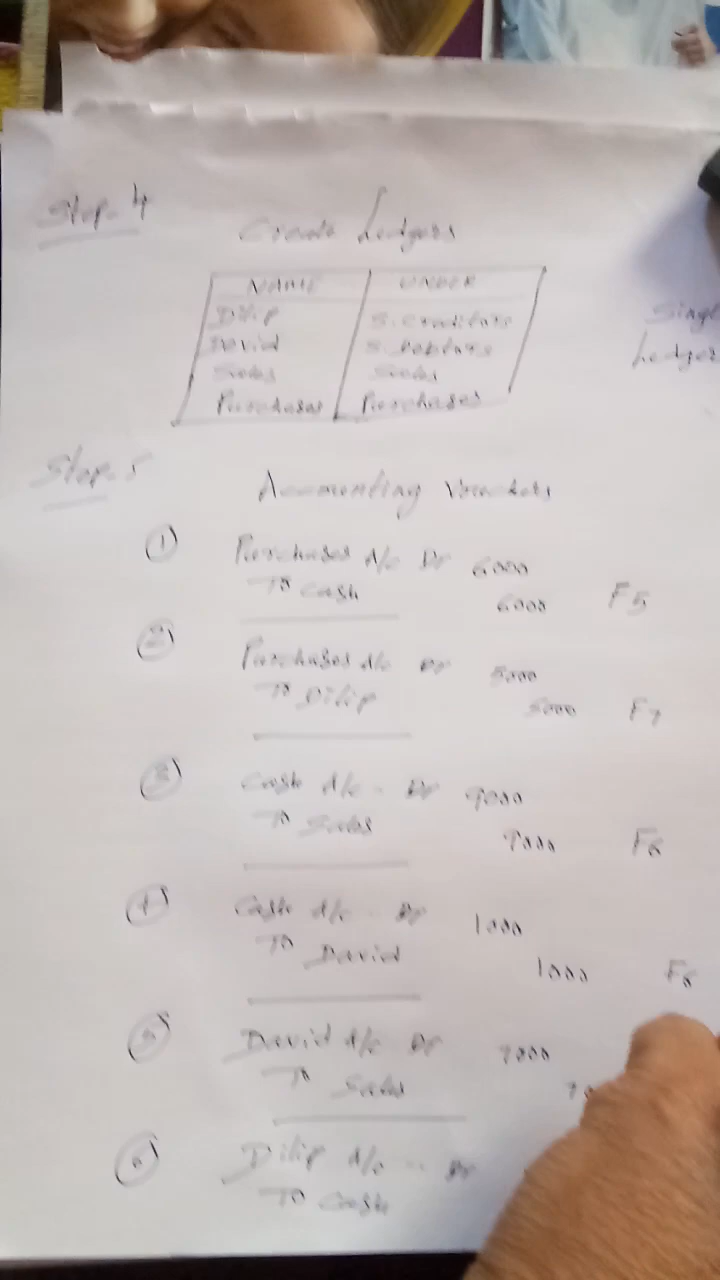 Step-4
Create Ledgers
NAME UNDER
Dilip S.Creditors
David S.Debtors
Sales Sales
Purchases Purchases
Ledger
Step-5
Accounting Vouchers
1 Purchases A/c Dr 6000
To Cash 6000 F5
2 Purchases A/c Dr 5000
To Dilip 5000 F7
3 Cash A/c - Dr 9000
To Sales 9000 F6
4 Cash A/c -- Dr 1000
To David 1000 F6
5 David A/c Dr 7000
To Sales
6 Dilip A/c -- Dr
To Cash